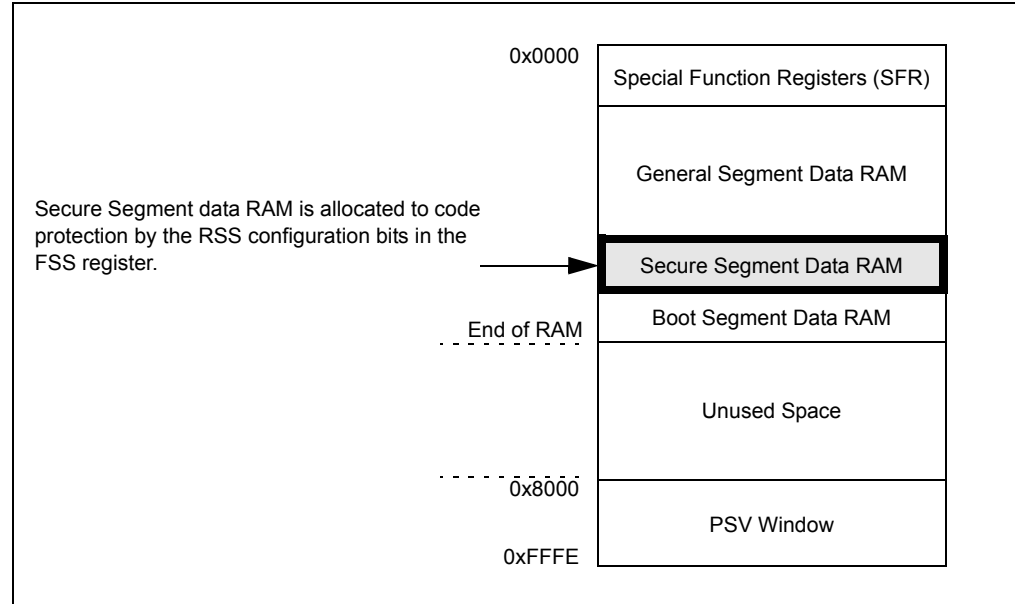 0x0000
Special Function Registers (SFR)
General Segment Data RAM
Secure Segment data RAM is allocated to code
protection by the RSS configuration bits in the
FSS register.
Secure Segment Data RAM
Boot Segment Data RAM
End of RAM
Unused Space
0x8000
PSV Window
0xFFFE